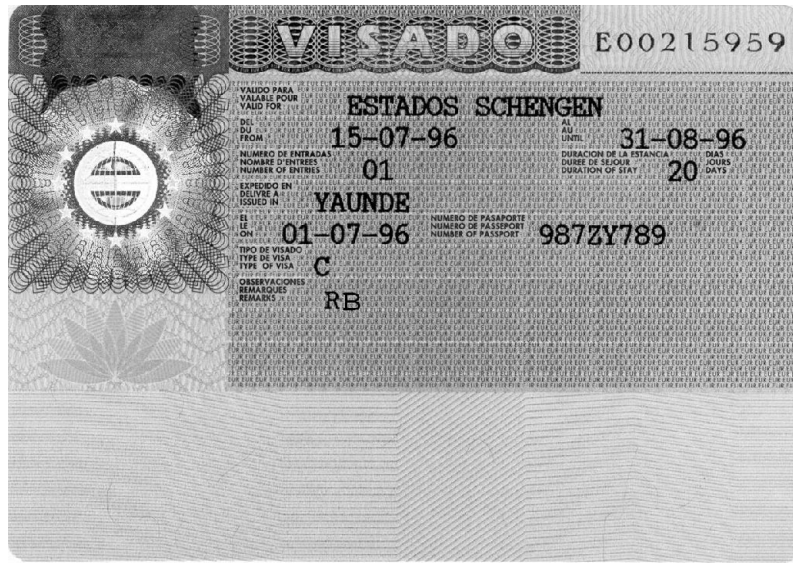 VISADO
E00215959
VALIDO PARA
VALABLE POUR
VALID FOR
ESTADOS SCHENGEN
DEL
DU
FROM
15-07-96
AL
AU
UNTIL
31-08-96
NUMERO DE ENTRADAS
NOMBRE D'ENTREES
NUMBER OF ENTRIES
01
DURACION DE LA ESTANCIA
DUREE DE SEJOUR
DURATION OF STAY
20
DIAS
JOURS
DAYS
EXPEDIDO EN
DELIVRE A
ISSUED IN
YAUNDE
EL
LE
ON
01-07-96
NUMERO DE PASAPORTE
NUMERO DE PASSEPORT
NUMBER OF PASSPORT
987ZY789
TIPO DE VISADO
TYPE DE VISA
TYPE OF VISA
C
OBSERVACIONES
REMARQUES
REMARKS
RB